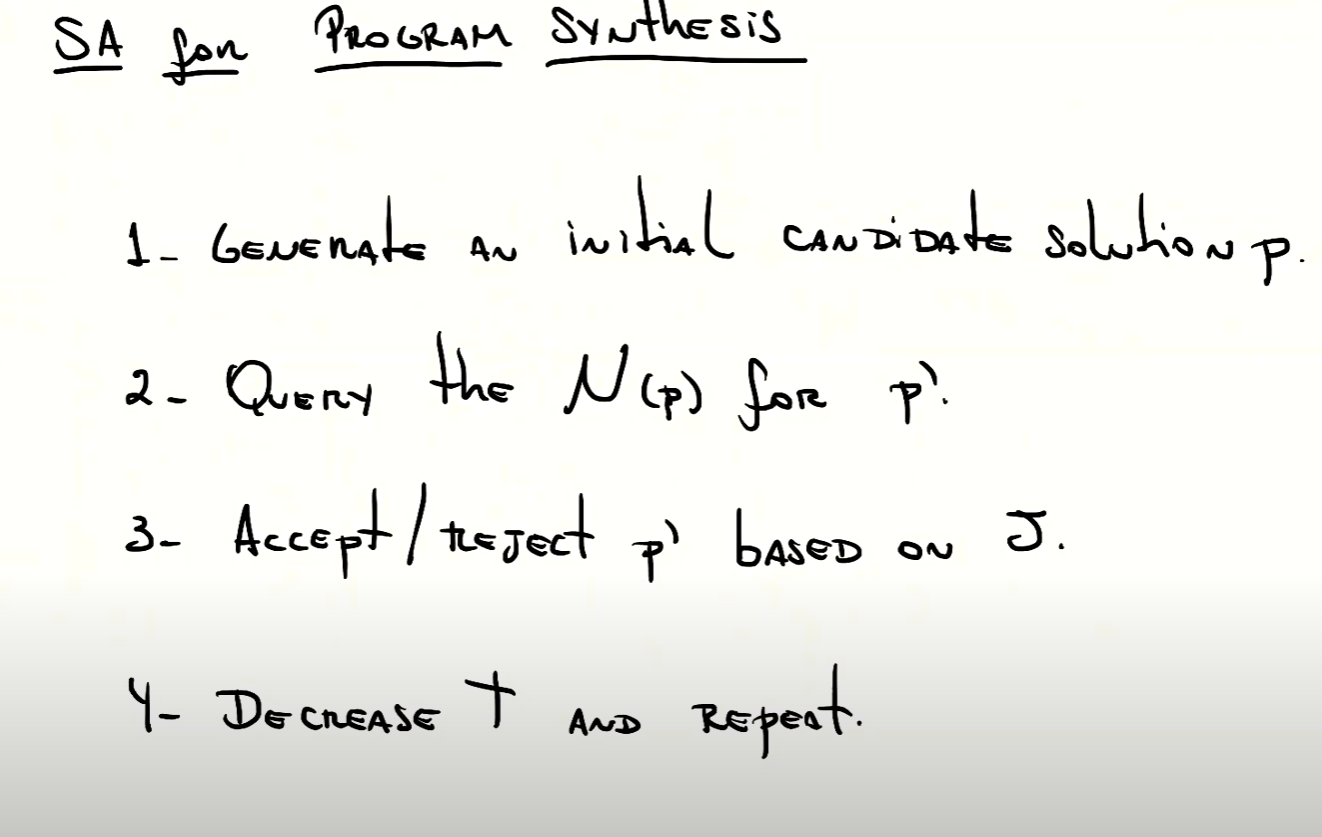 SA for Program Synthesis
1- Generate an initial candidate solution p.
2- Query the N(p) for p'.
3- Accept/reject p' based on J.
4- Decrease T and repeat.